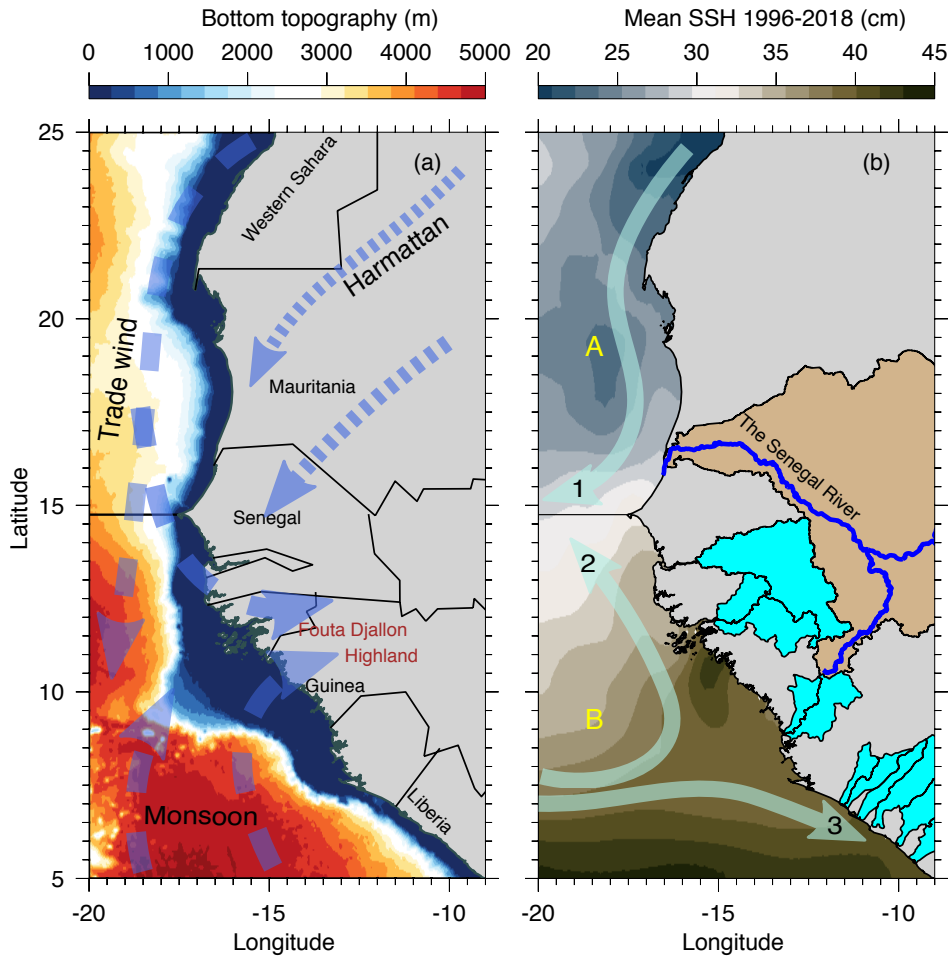 Bottom topography (m)
0 1000 2000 3000 4000 5000
Mean SSH 1996-2018 (cm)
20 25 30 35 40 45
(a)
Western Sahara
Harmattan
Trade wind
Mauritania
Senegal
Fouta Djallon
Highland
Guinea
Liberia
Monsoon
25
20
15
10
5
Latitude
-20 -15 -10
Longitude
(b)
A
The Senegal River
1
2
B
3
-20 -15 -10
Longitude